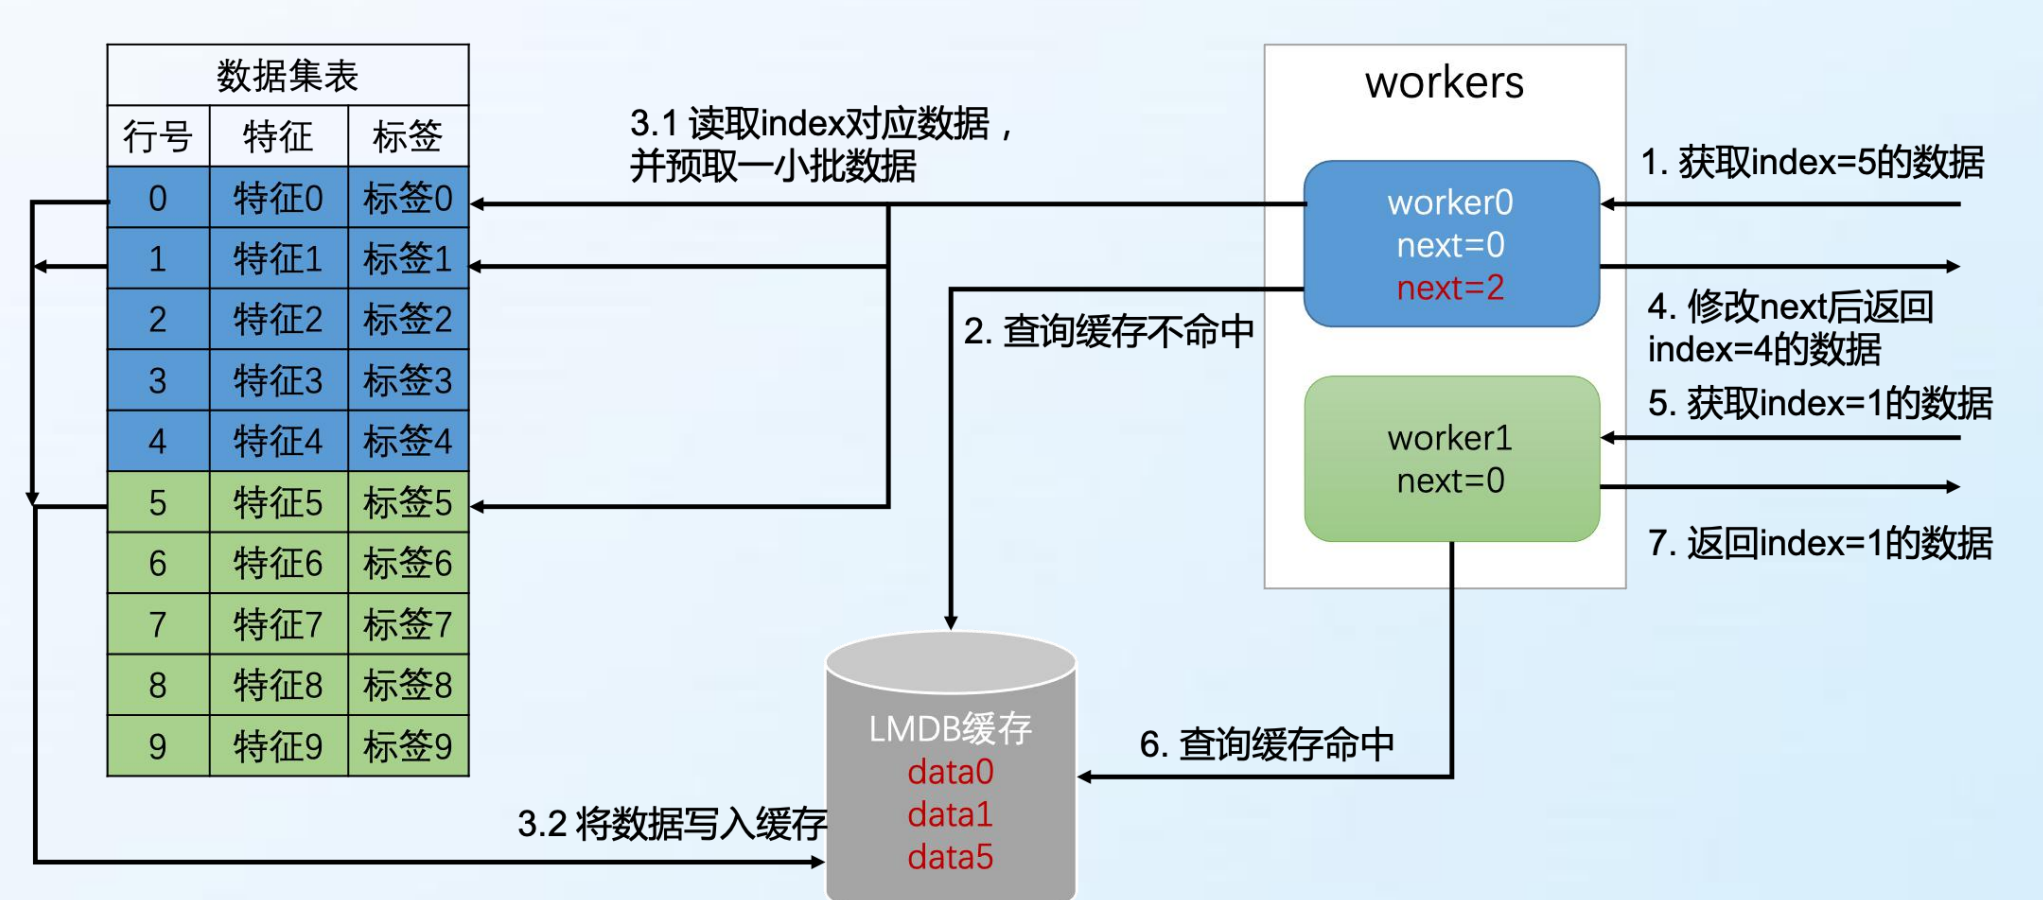 数据集表
行号 特征 标签
0 特征0 标签0
1 特征1 标签1
2 特征2 标签2
3 特征3 标签3
4 特征4 标签4
5 特征5 标签5
6 特征6 标签6
7 特征7 标签7
8 特征8 标签8
9 特征9 标签9
3.1 读取index对应数据，
并预取一小批数据
workers
worker0
next=0
next=2
1. 获取index=5的数据
2. 查询缓存不命中
4. 修改next后返回
index=4的数据
5. 获取index=1的数据
worker1
next=0
7. 返回index=1的数据
6. 查询缓存命中
LMDB缓存
data0
data1
data5
3.2 将数据写入缓存